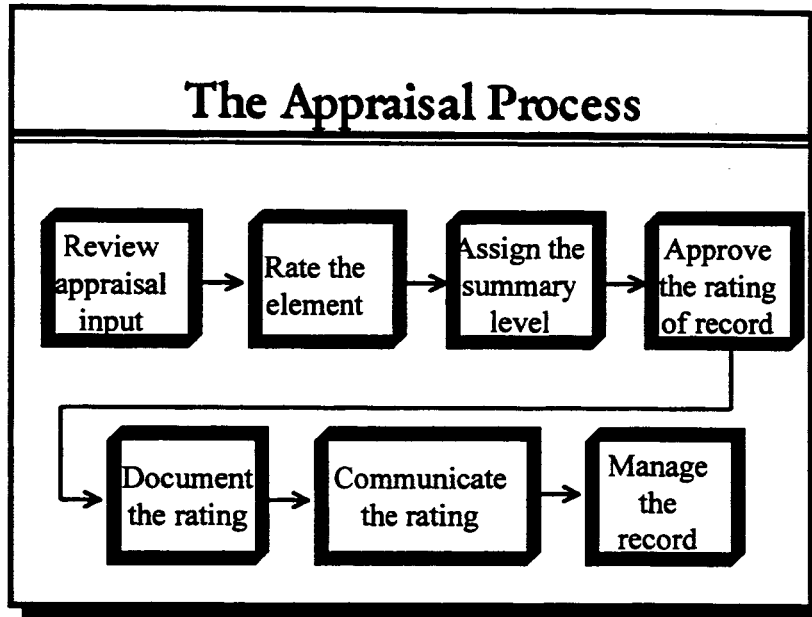 The Appraisal Process
Review
appraisal
input
Rate the
element
Assign the
summary
level
Approve
the rating
of record
Document
the rating
Communicate
the rating
Manage
the
record